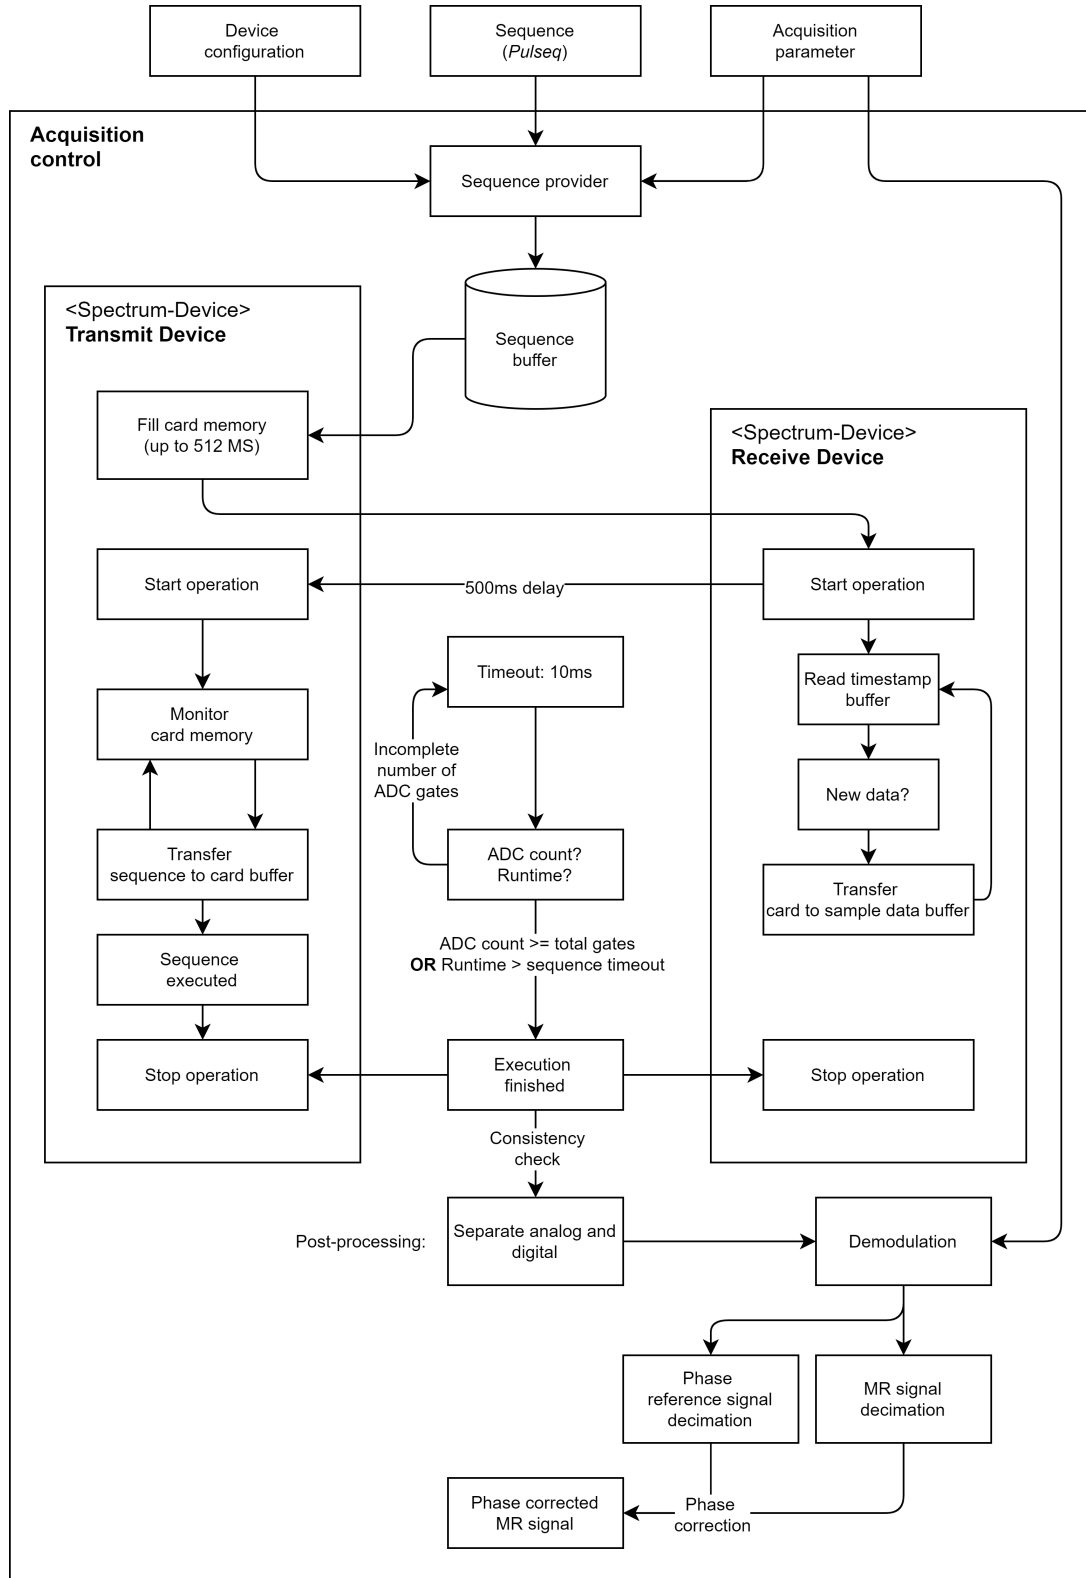 Device
configuration
Sequence
(Pulseq)
Acquisition
parameter
Acquisition
control
Sequence provider
Sequence
buffer
<Spectrum-Device>
Transmit Device
Fill card memory
(up to 512 MS)
<Spectrum-Device>
Receive Device
Start operation
500ms delay
Start operation
Timeout: 10ms
Read timestamp
buffer
Monitor
card memory
Incomplete
number of
ADC gates
New data?
Transfer
sequence to card buffer
ADC count?
Runtime?
Transfer
card to sample data buffer
Sequence
executed
ADC count >= total gates
OR Runtime > sequence timeout
Stop operation
Execution
finished
Stop operation
Consistency
check
Post-processing:
Separate analog and
digital
Demodulation
Phase
reference signal
decimation
MR signal
decimation
Phase corrected
MR signal
Phase
correction